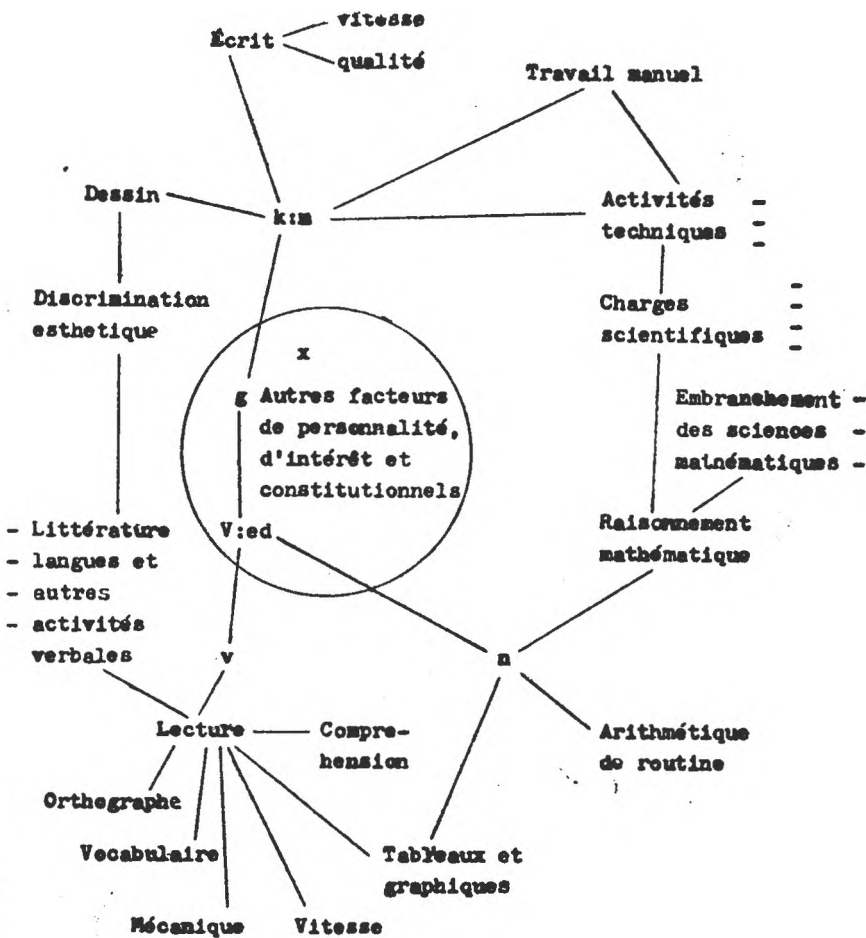 vitesse
Écrit
qualité
Travail manuel
Dessin
k:m
Activités -
techniques -
-
Discrimination
esthetique
Charges -
scientifiques -
-
-
x
g Autres facteurs
de personnalité,
d'intérêt et
constitutionnels
V:ed
Embranchement -
des sciences -
mathématiques -
Raisonnement
mathématique
- Littérature
- langues et
- autres
- activités
verbales
v
n
Lecture
Compre-
hension
Arithmétique
de routine
Orthographe
Vocabulaire
Tableaux et
graphiques
Mécanique
Vitesse